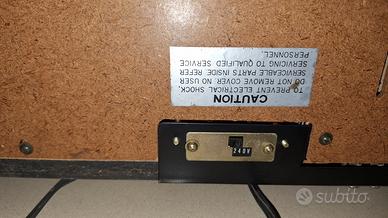 CAUTION
TO PREVENT ELECTRICAL SHOCK,
DO NOT REMOVE COVER. NO USER
SERVICEABLE PARTS INSIDE. REFER
SERVICING TO QUALIFIED SERVICE
PERSONNEL.
240V
subito